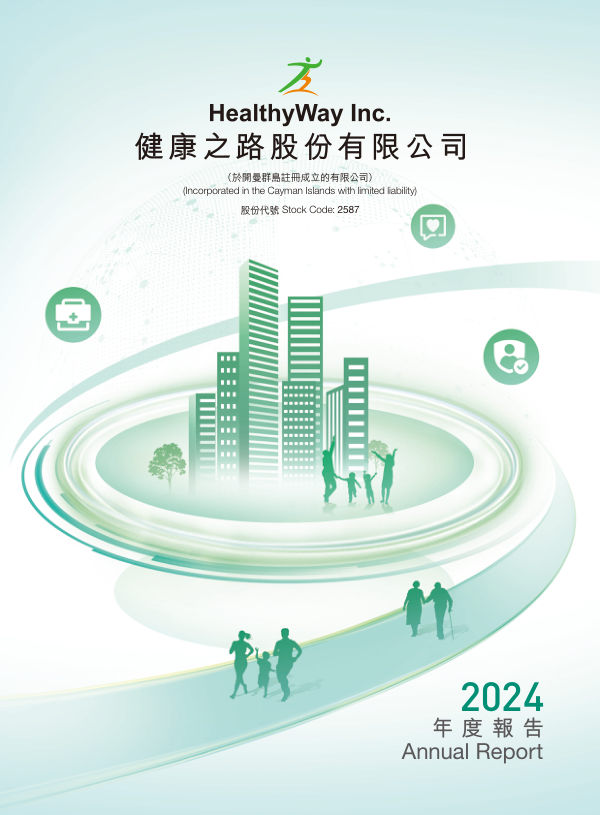 HealthyWay Inc.
健康之路股份有限公司
（於開曼群島註冊成立的有限公司）
(Incorporated in the Cayman Islands with limited liability)
股份代號 Stock Code: 2587
2024
年度報告
Annual Report